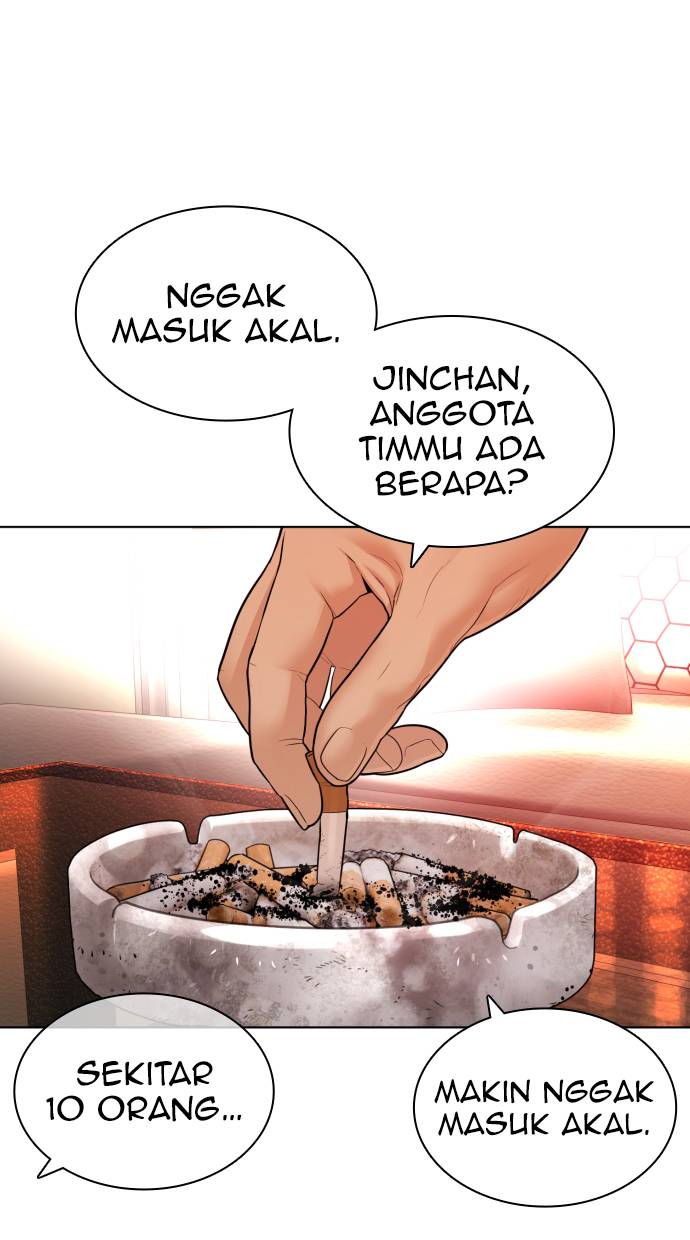 NGGAK
MASUK AKAL.
JINCHAN,
ANGGOTA
TIMMU ADA
BERAPA?
SEKITAR
10 ORANG...
MAKIN NGGAK
MASUK AKAL.